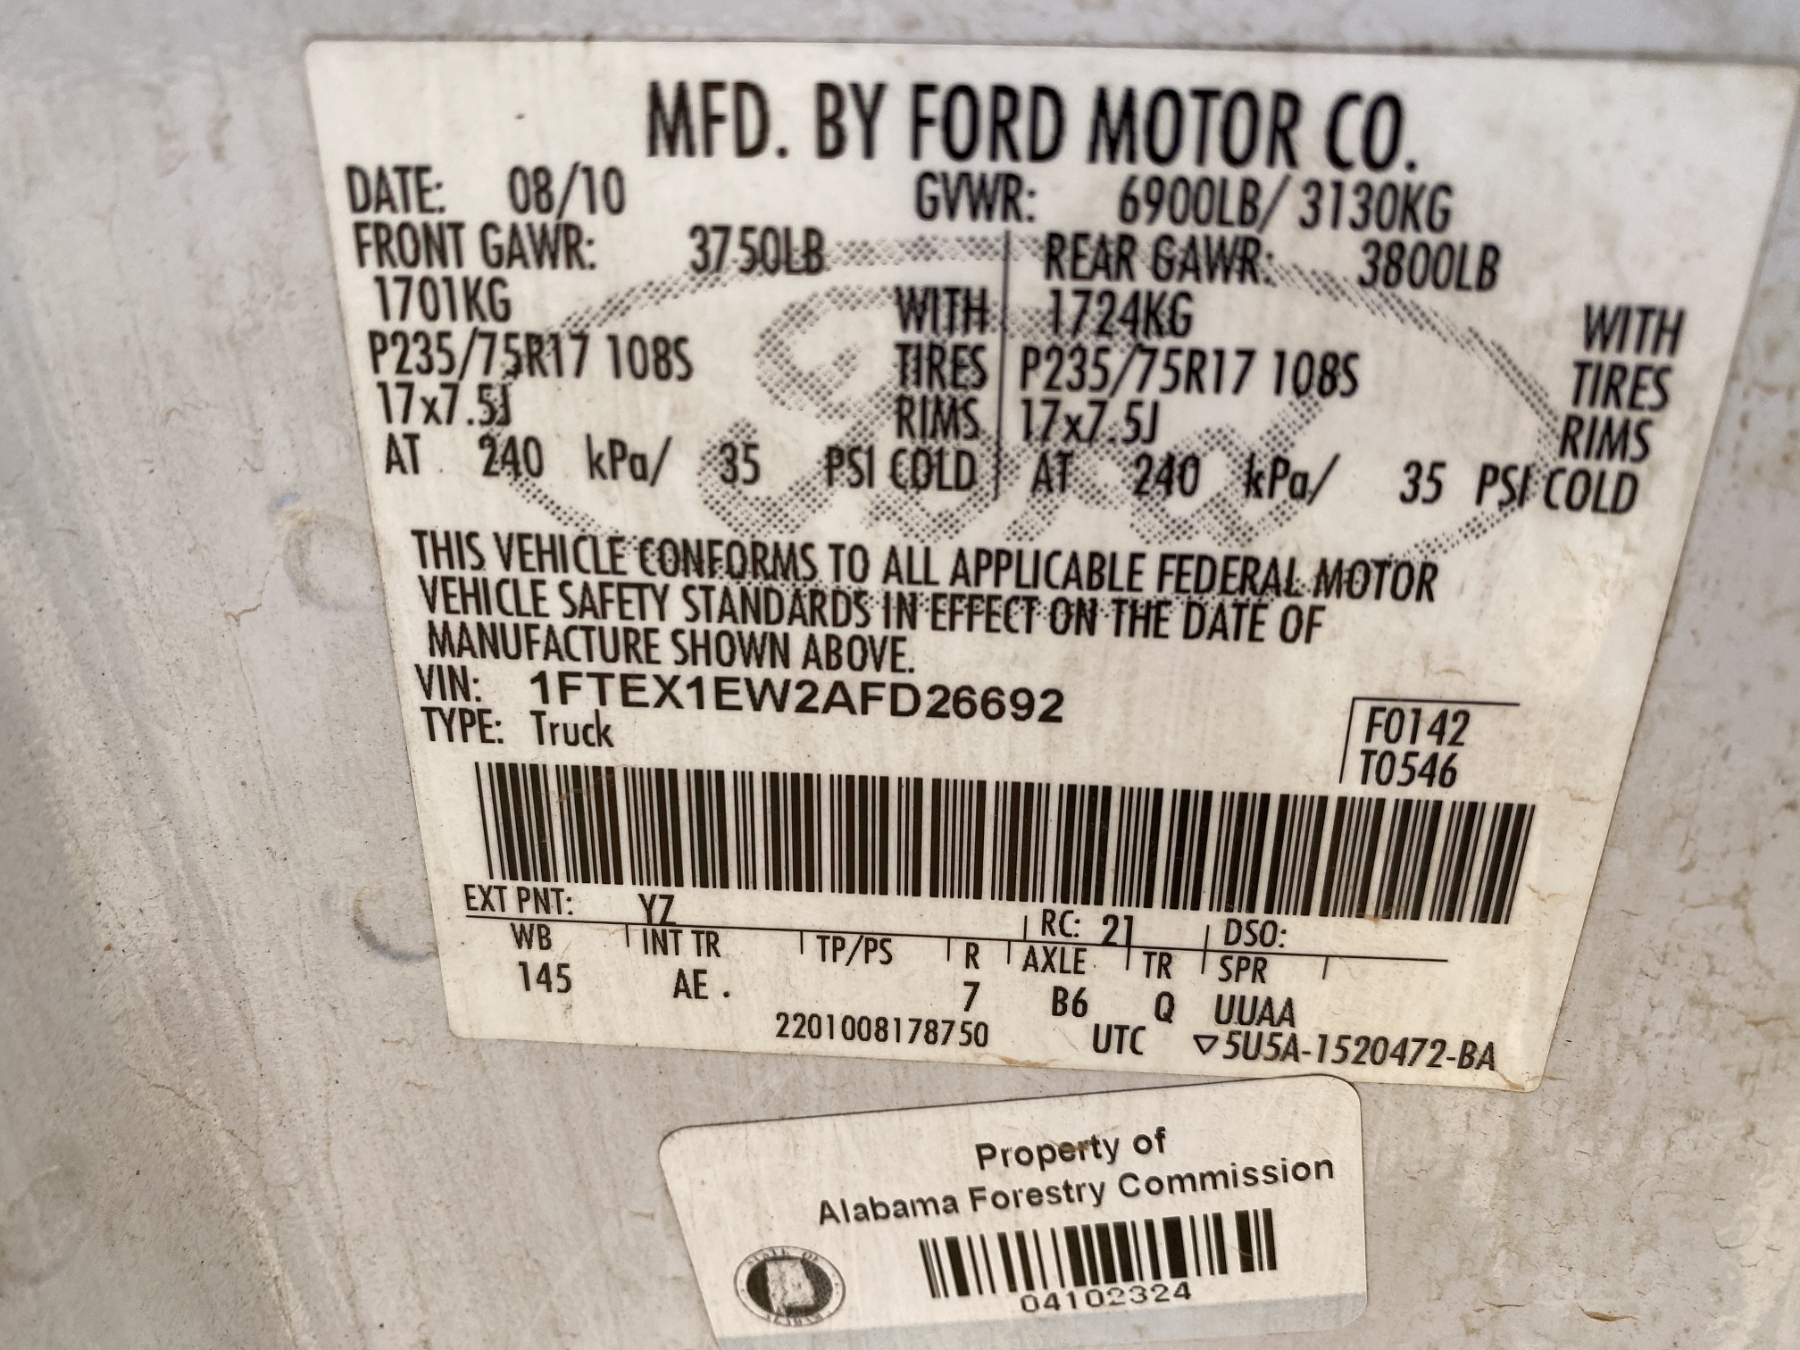 MFD. BY FORD MOTOR CO.
DATE: 08/10 GVWR: 6900LB/ 3130KG
FRONT GAWR: 3750LB REAR GAWR: 3800LB
1701KG WITH 1724KG WITH
P235/75R17 108S TIRES P235/75R17 108S TIRES
17x7.5J RIMS 17x7.5J RIMS
AT 240 kPa/ 35 PSI COLD AT 240 kPa/ 35 PSI COLD
THIS VEHICLE CONFORMS TO ALL APPLICABLE FEDERAL MOTOR
VEHICLE SAFETY STANDARDS IN EFFECT ON THE DATE OF
MANUFACTURE SHOWN ABOVE.
VIN: 1FTEX1EW2AFD26692
TYPE: Truck
F0142
T0546
EXT PNT: YZ RC: 21 DSO:
WB INT TR TP/PS R AXLE TR SPR
145 AE . 7 B6 Q UUAA
2201008178750 UTC ▽5U5A-1520472-BA
Property of
Alabama Forestry Commission
04102324